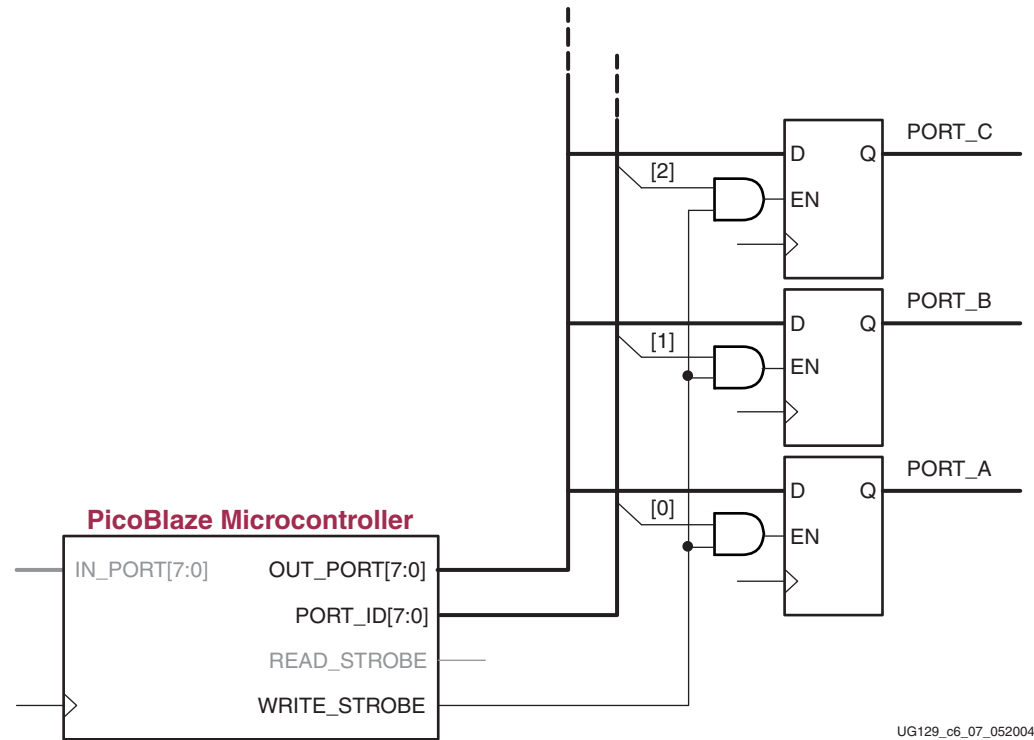 PORT_C
D Q
[2]
EN
PORT_B
D Q
[1]
EN
PORT_A
D Q
[0]
EN
PicoBlaze Microcontroller
IN_PORT[7:0] OUT_PORT[7:0]
PORT_ID[7:0]
READ_STROBE
WRITE_STROBE
UG129_c6_07_052004